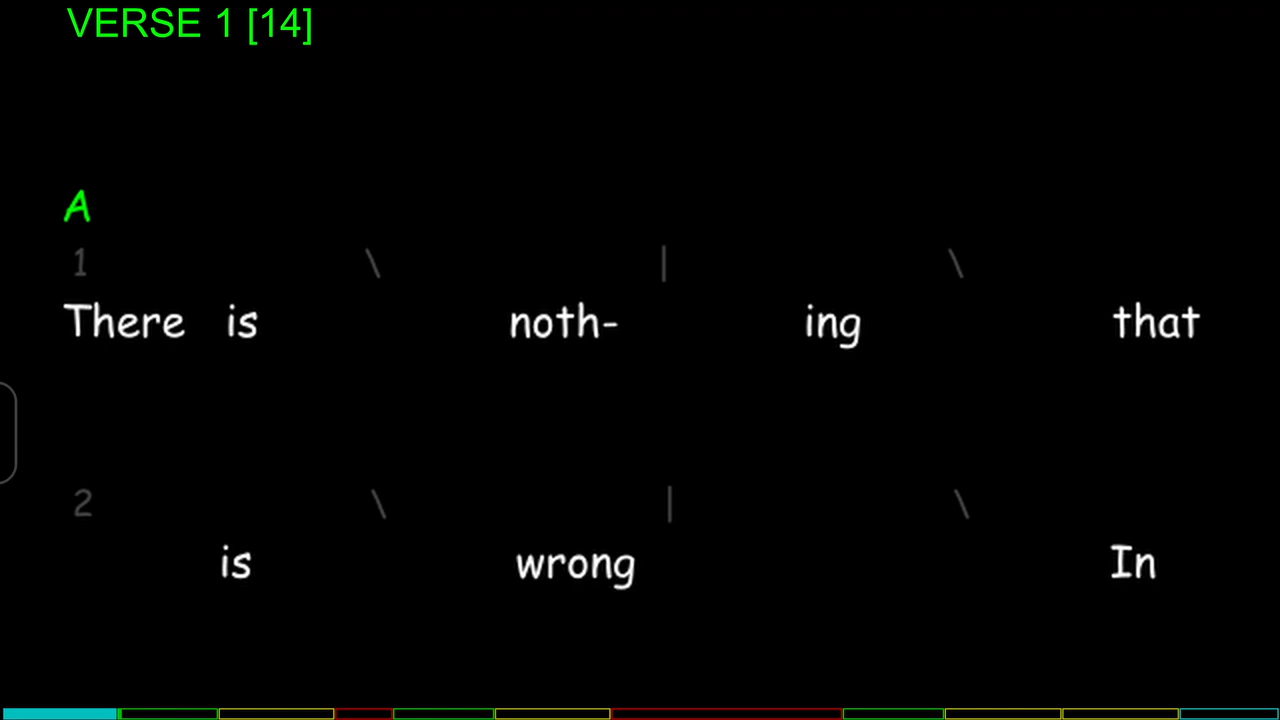 VERSE 1 [14]
A
1 \ | \
There is noth- ing that
2 \ | \
is wrong In